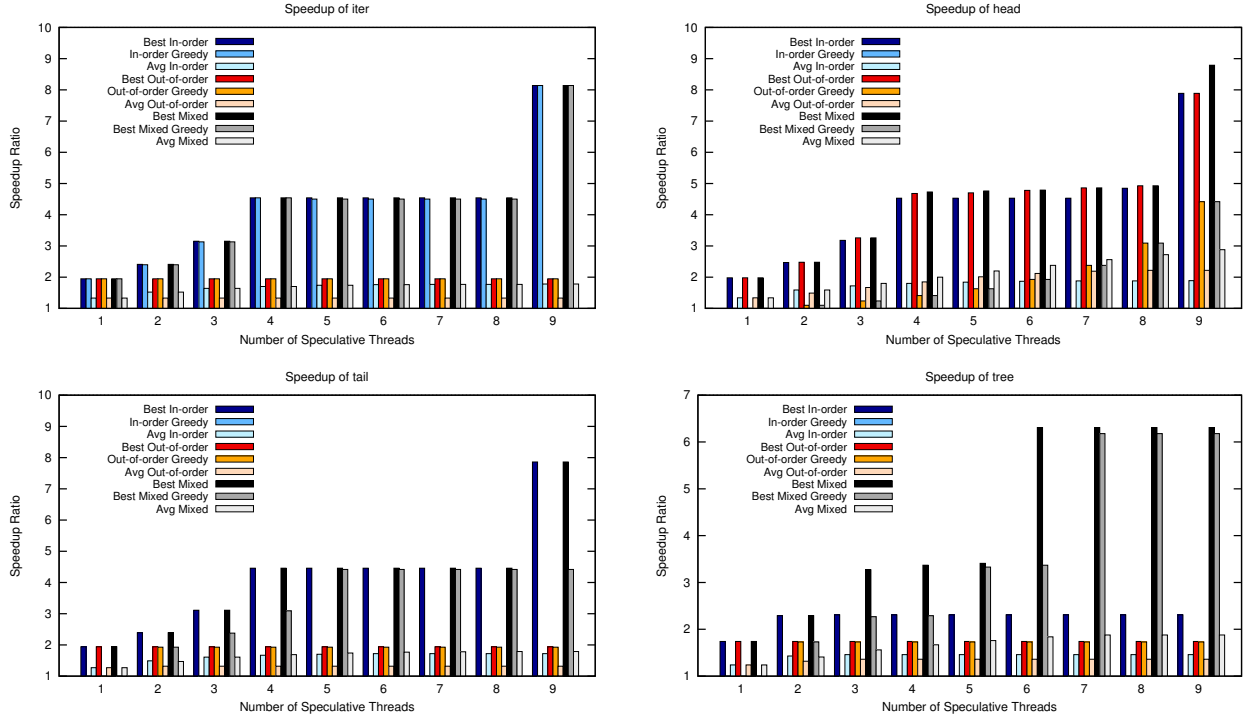 Speedup of iter
10
9
8
7
6
5
4
3
2
1
Speedup Ratio
Best In-order
In-order Greedy
Avg In-order
Best Out-of-order
Out-of-order Greedy
Avg Out-of-order
Best Mixed
Best Mixed Greedy
Avg Mixed
1 2 3 4 5 6 7 8 9
Number of Speculative Threads
Speedup of head
10
9
8
7
6
5
4
3
2
1
Speedup Ratio
Best In-order
In-order Greedy
Avg In-order
Best Out-of-order
Out-of-order Greedy
Avg Out-of-order
Best Mixed
Best Mixed Greedy
Avg Mixed
1 2 3 4 5 6 7 8 9
Number of Speculative Threads
Speedup of tail
10
9
8
7
6
5
4
3
2
1
Speedup Ratio
Best In-order
In-order Greedy
Avg In-order
Best Out-of-order
Out-of-order Greedy
Avg Out-of-order
Best Mixed
Best Mixed Greedy
Avg Mixed
1 2 3 4 5 6 7 8 9
Number of Speculative Threads
Speedup of tree
7
6
5
4
3
2
1
Speedup Ratio
Best In-order
In-order Greedy
Avg In-order
Best Out-of-order
Out-of-order Greedy
Avg Out-of-order
Best Mixed
Best Mixed Greedy
Avg Mixed
1 2 3 4 5 6 7 8 9
Number of Speculative Threads